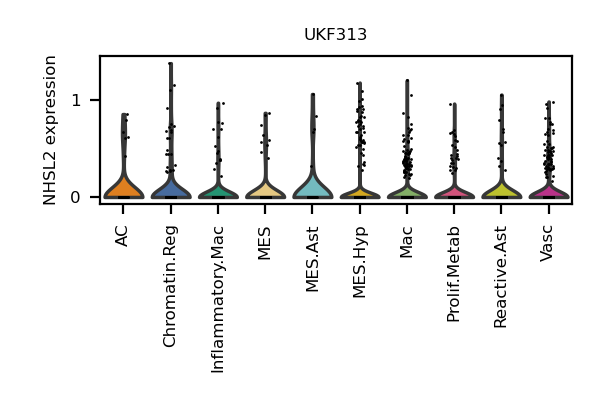 UKF313
NHSL2 expression
1
0
AC
Chromatin.Reg
Inflammatory.Mac
MES
MES.Ast
MES.Hyp
Mac
Prolif.Metab
Reactive.Ast
Vasc